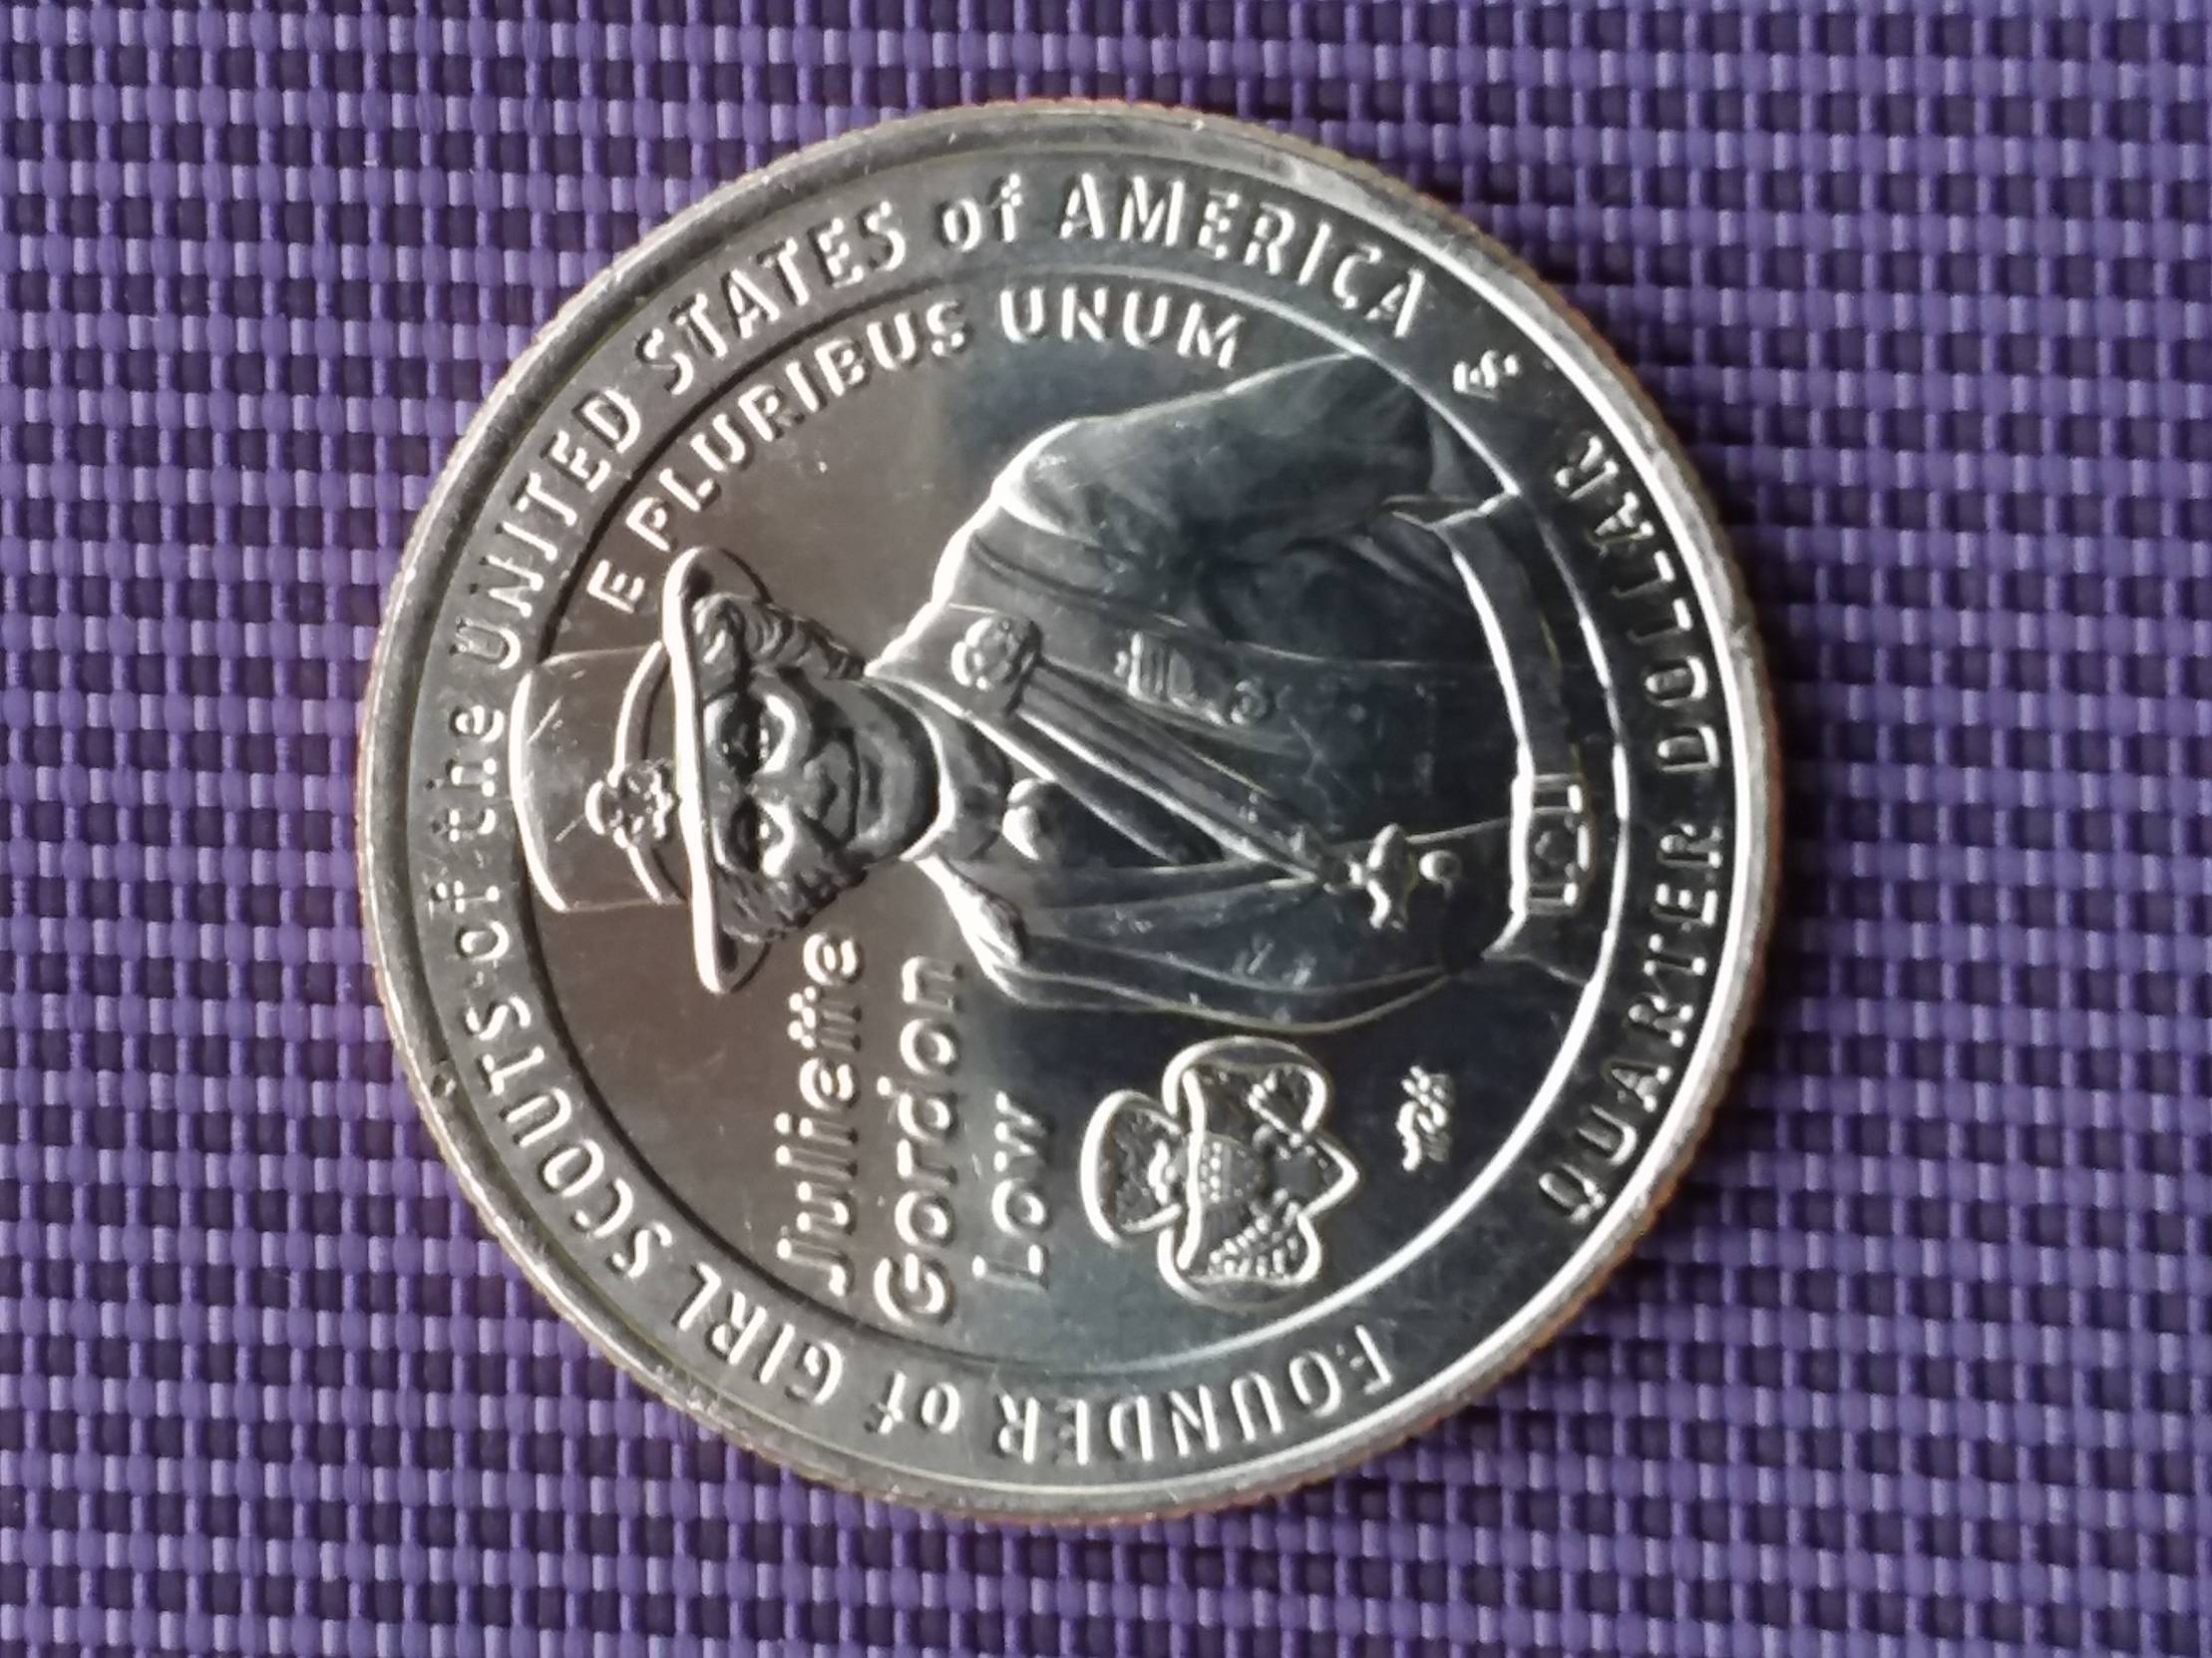 FOUNDER of GIRL SCOUTS of the UNITED STATES of AMERICA
E PLURIBUS UNUM
Juliette
Gordon
Low
QUARTER DOLLAR